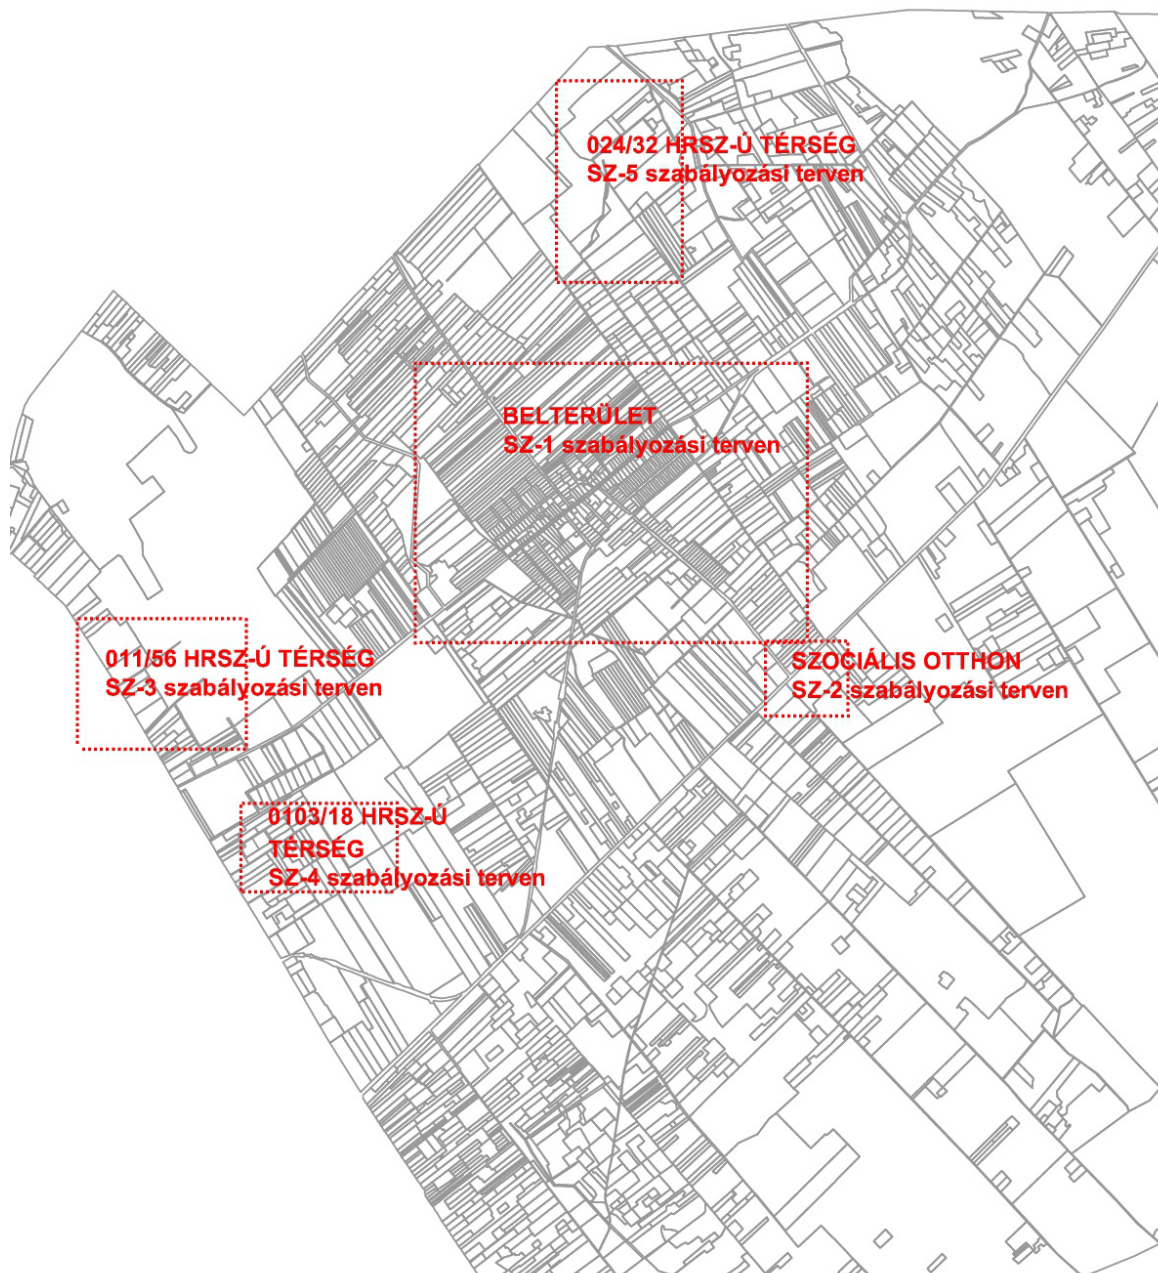 024/32 HRSZ-Ú TÉRSÉG
SZ-5 szabályozási terven
BELTERÜLET
SZ-1 szabályozási terven
011/56 HRSZ-Ú TÉRSÉG
SZ-3 szabályozási terven
SZOCIÁLIS OTTHON
SZ-2 szabályozási terven
0103/18 HRSZ-Ú
TÉRSÉG
SZ-4 szabályozási terven